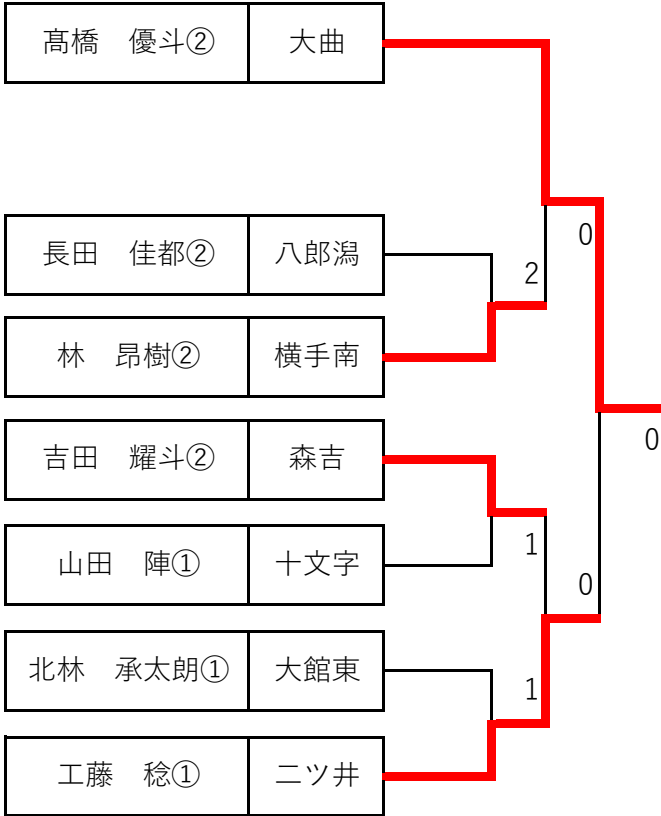 髙橋　優斗② 大曲
0
長田　佳都② 八郎潟
2
林　昂樹② 横手南
0
吉田　耀斗② 森吉
1
山田　陣① 十文字
0
北林　承太朗① 大館東
1
工藤　稔① 二ツ井